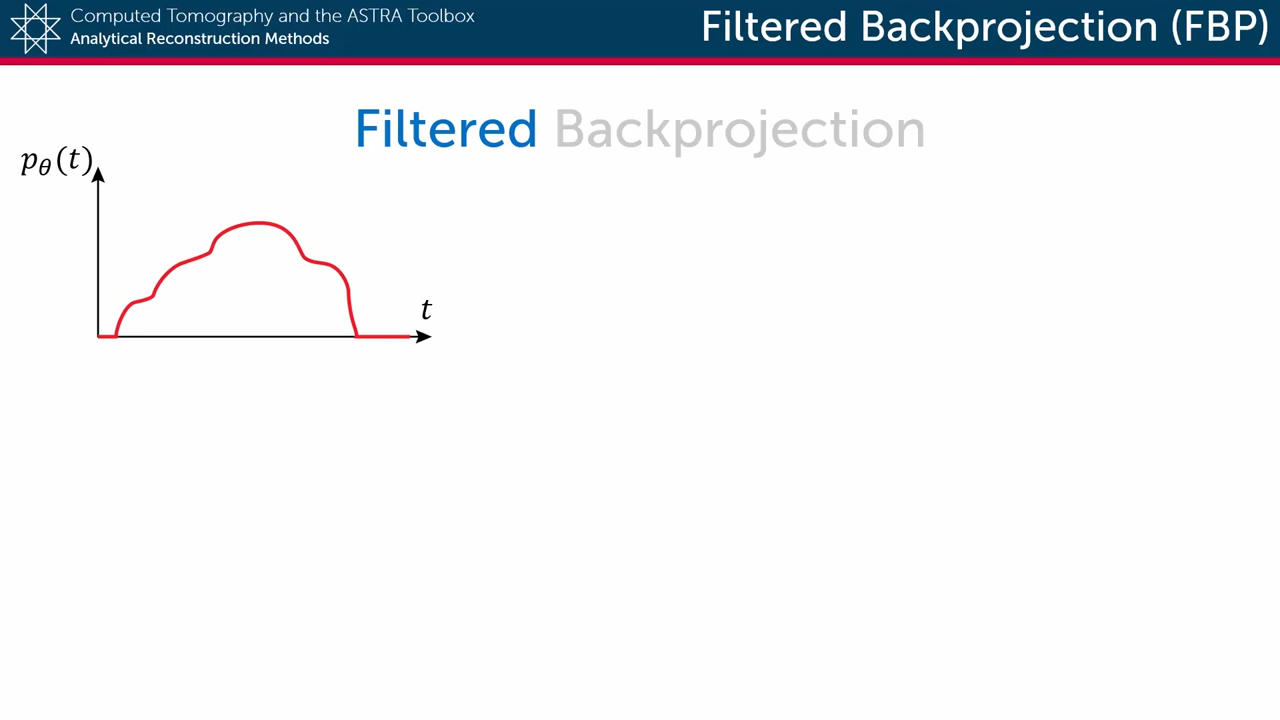 Computed Tomography and the ASTRA Toolbox
Analytical Reconstruction Methods
Filtered Backprojection (FBP)
Filtered Backprojection
p_θ(t)
t